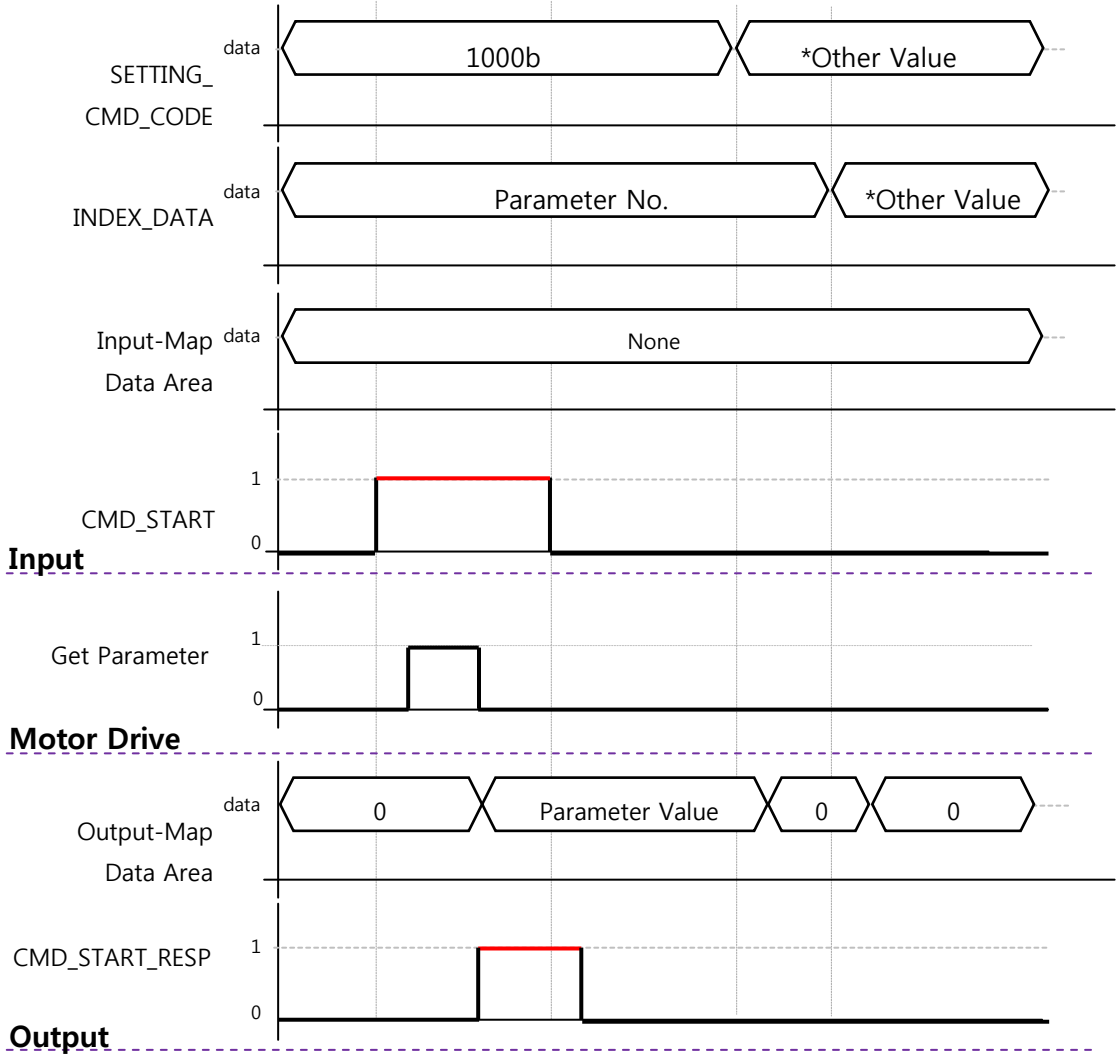 data
1000b
*Other Value
SETTING_
CMD_CODE
data
Parameter No.
*Other Value
INDEX_DATA
Input-Map
data
None
Data Area
1
CMD_START
0
Input
1
Get Parameter
0
Motor Drive
data
0
Parameter Value
0
0
Output-Map
Data Area
1
CMD_START_RESP
0
Output